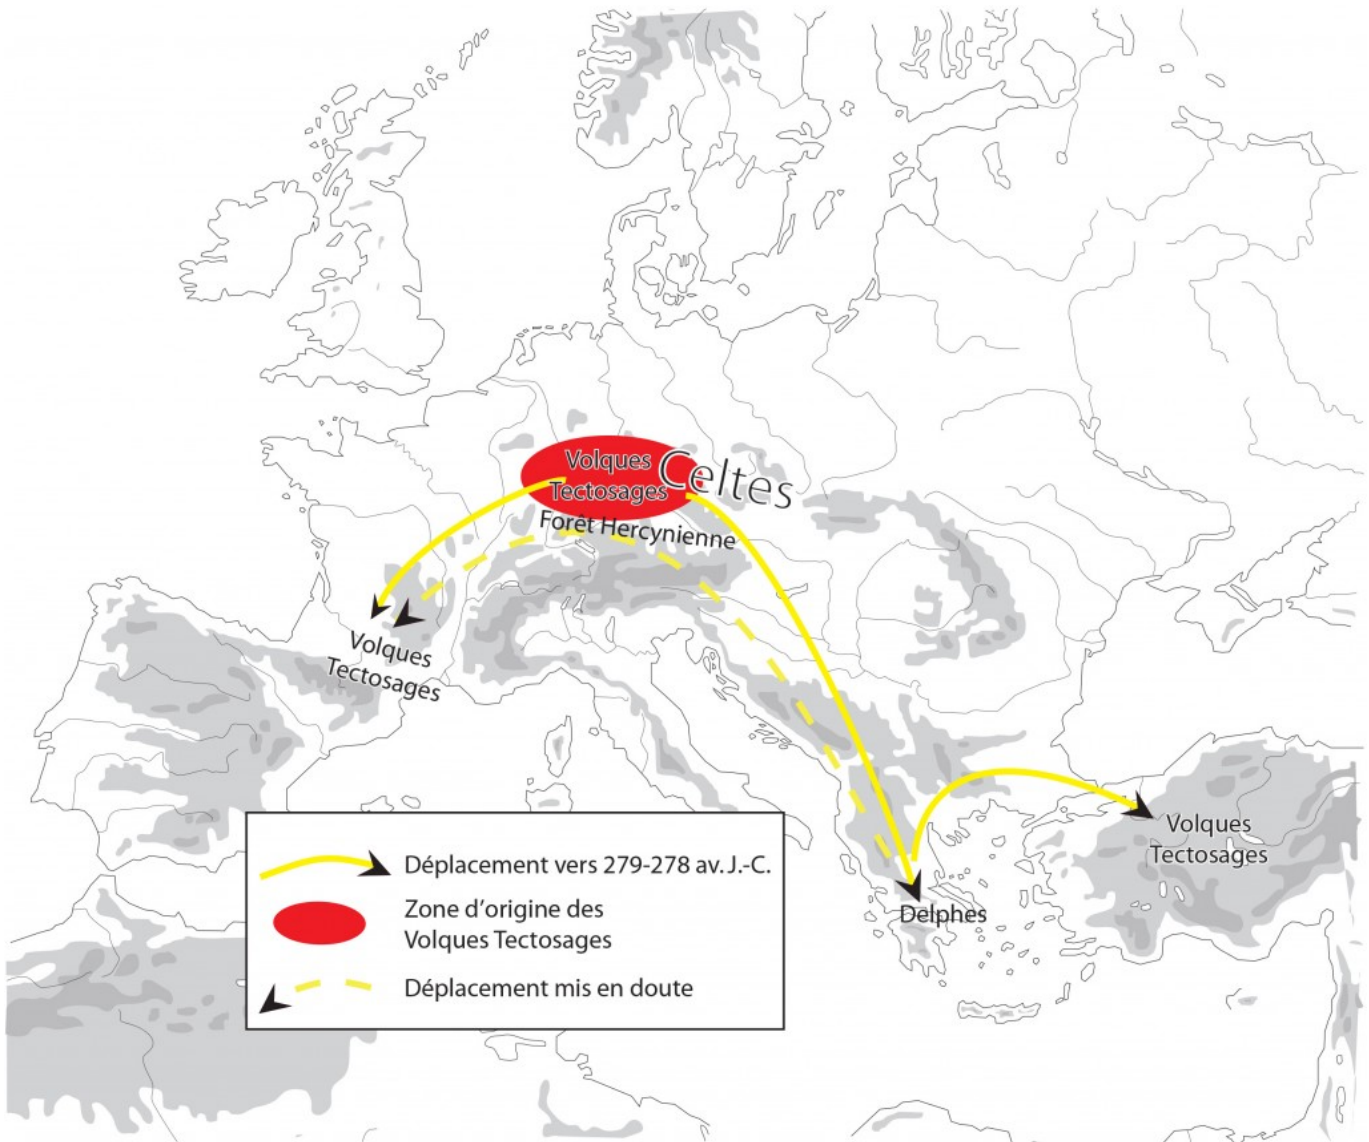 Volques
Tectosages
Celtes
Forêt Hercynienne
Volques
Tectosages
Volques
Tectosages
Delphes
Déplacement vers 279-278 av. J.-C.
Zone d'origine des
Volques Tectosages
Déplacement mis en doute